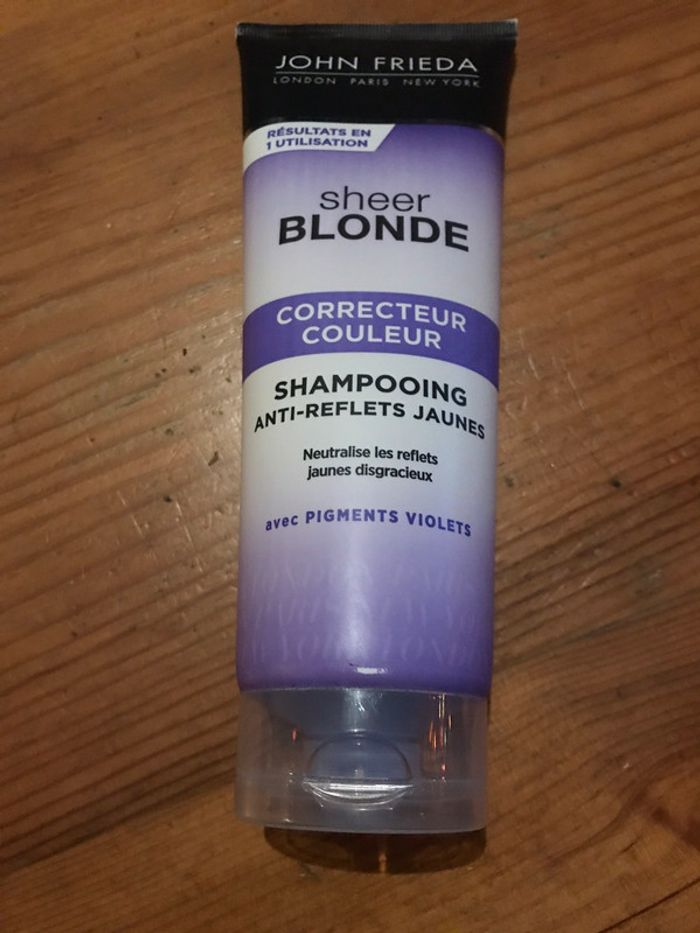 JOHN FRIEDA
LONDON PARIS NEW YORK
RÉSULTATS EN
1 UTILISATION
sheer
BLONDE
CORRECTEUR
COULEUR
SHAMPOOING
ANTI-REFLETS JAUNES
Neutralise les reflets
jaunes disgracieux
avec PIGMENTS VIOLETS